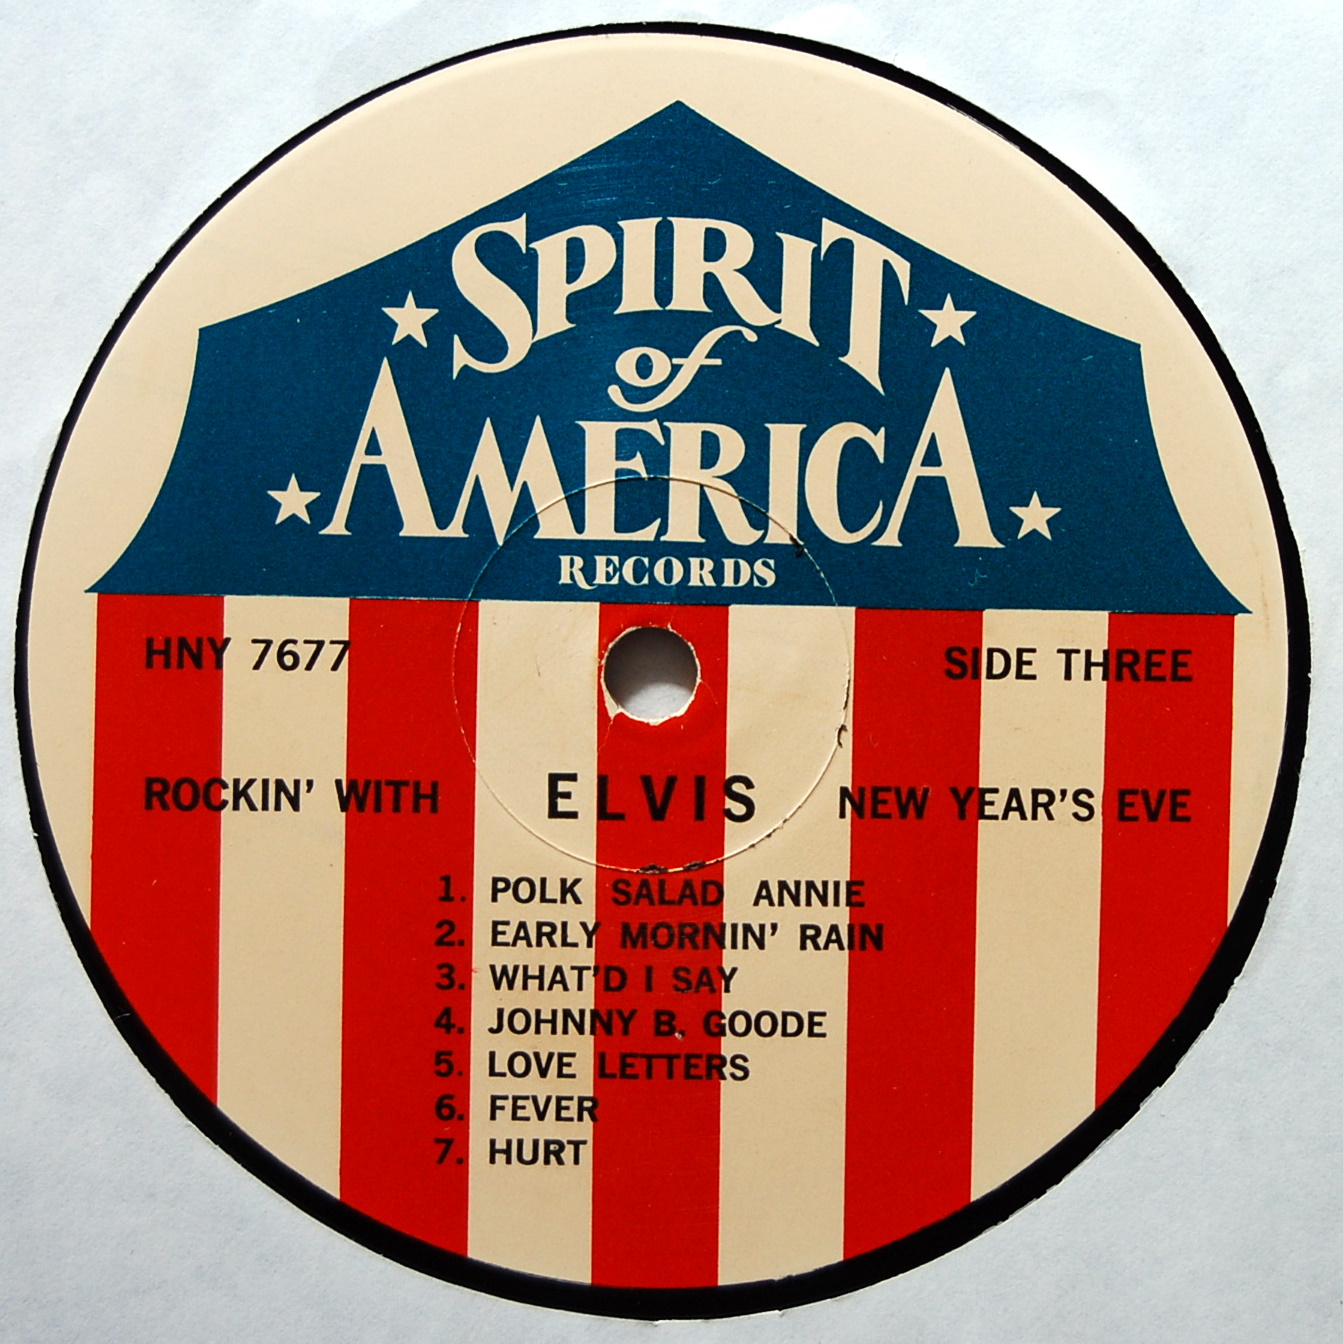 SPIRIT
of
AMERICA
RECORDS
HNY 7677 SIDE THREE
ROCKIN' WITH ELVIS NEW YEAR'S EVE
1. POLK SALAD ANNIE
2. EARLY MORNIN' RAIN
3. WHAT'D I SAY
4. JOHNNY B. GOODE
5. LOVE LETTERS
6. FEVER
7. HURT